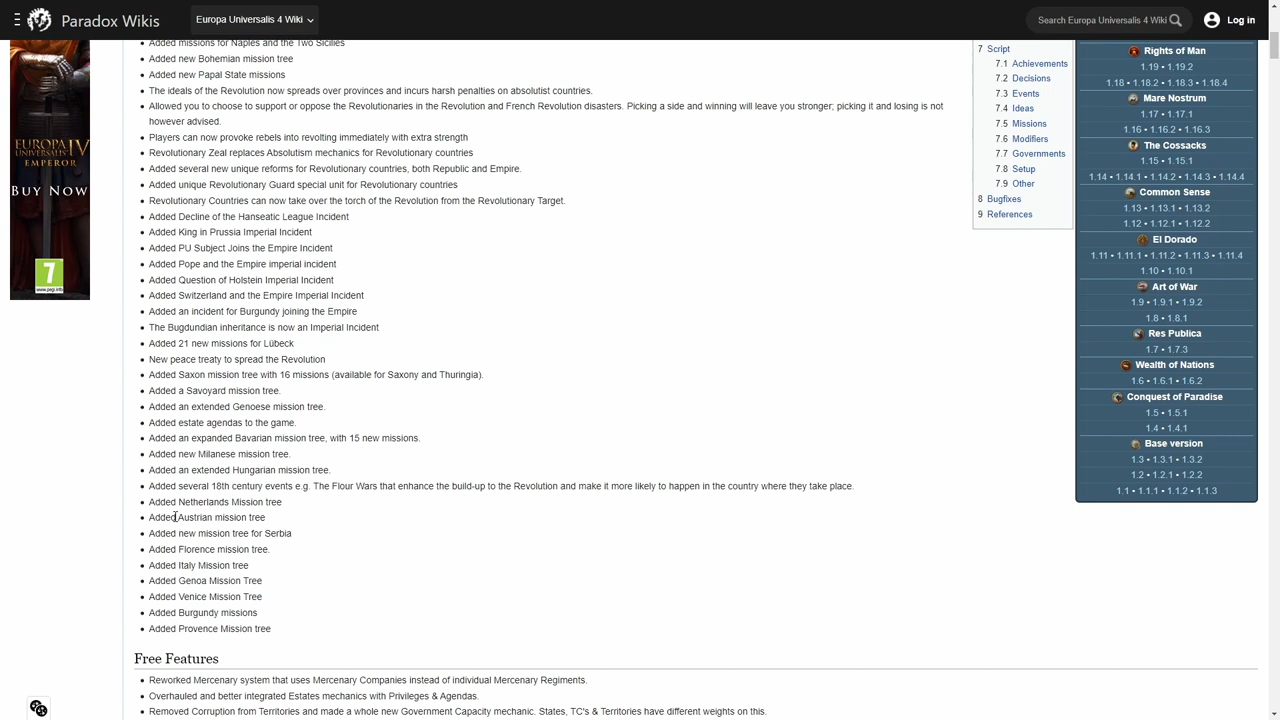 Paradox Wikis
Europa Universalis 4 Wiki
Search Europa Universalis 4 Wiki
Log in
EUROPA
UNIVERSALIS IV
EMPEROR
BUY NOW
7
www.pegi.info
Added missions for Naples and the Two Sicilies
Added new Bohemian mission tree
Added new Papal State missions
The ideals of the Revolution now spreads over provinces and incurs harsh penalties on absolutist countries.
Allowed you to choose to support or oppose the Revolutionaries in the Revolution and French Revolution disasters. Picking a side and winning will leave you stronger; picking it and losing is not
however advised.
Players can now provoke rebels into revolting immediately with extra strength
Revolutionary Zeal replaces Absolutism mechanics for Revolutionary countries
Added several new unique reforms for Revolutionary countries, both Republic and Empire.
Added unique Revolutionary Guard special unit for Revolutionary countries
Revolutionary Countries can now take over the torch of the Revolution from the Revolutionary Target.
Added Decline of the Hanseatic League Incident
Added King in Prussia Imperial Incident
Added PU Subject Joins the Empire Incident
Added Pope and the Empire imperial incident
Added Question of Holstein Imperial Incident
Added Switzerland and the Empire Imperial Incident
Added an incident for Burgundy joining the Empire
The Bugdundian inheritance is now an Imperial Incident
Added 21 new missions for Lübeck
New peace treaty to spread the Revolution
Added Saxon mission tree with 16 missions (available for Saxony and Thuringia).
Added a Savoyard mission tree.
Added an extended Genoese mission tree.
Added estate agendas to the game.
Added an expanded Bavarian mission tree, with 15 new missions.
Added new Milanese mission tree.
Added an extended Hungarian mission tree.
Added several 18th century events e.g. The Flour Wars that enhance the build-up to the Revolution and make it more likely to happen in the country where they take place.
Added Netherlands Mission tree
Added Austrian mission tree
Added new mission tree for Serbia
Added Florence mission tree.
Added Italy Mission tree
Added Genoa Mission Tree
Added Venice Mission Tree
Added Burgundy missions
Added Provence Mission tree
Free Features
Reworked Mercenary system that uses Mercenary Companies instead of individual Mercenary Regiments.
Overhauled and better integrated Estates mechanics with Privileges & Agendas.
Removed Corruption from Territories and made a whole new Government Capacity mechanic. States, TC's & Territories have different weights on this.
7 Script
7.1 Achievements
7.2 Decisions
7.3 Events
7.4 Ideas
7.5 Missions
7.6 Modifiers
7.7 Governments
7.8 Setup
7.9 Other
8 Bugfixes
9 References
Rights of Man
1.19 • 1.19.2
1.18 • 1.18.2 • 1.18.3 • 1.18.4
Mare Nostrum
1.17 • 1.17.1
1.16 • 1.16.2 • 1.16.3
The Cossacks
1.15 • 1.15.1
1.14 • 1.14.1 • 1.14.2 • 1.14.3 • 1.14.4
Common Sense
1.13 • 1.13.1 • 1.13.2
1.12 • 1.12.1 • 1.12.2
El Dorado
1.11 • 1.11.1 • 1.11.2 • 1.11.3 • 1.11.4
1.10 • 1.10.1
Art of War
1.9 • 1.9.1 • 1.9.2
1.8 • 1.8.1
Res Publica
1.7 • 1.7.3
Wealth of Nations
1.6 • 1.6.1 • 1.6.2
Conquest of Paradise
1.5 • 1.5.1
1.4 • 1.4.1
Base version
1.3 • 1.3.1 • 1.3.2
1.2 • 1.2.1 • 1.2.2
1.1 • 1.1.1 • 1.1.2 • 1.1.3